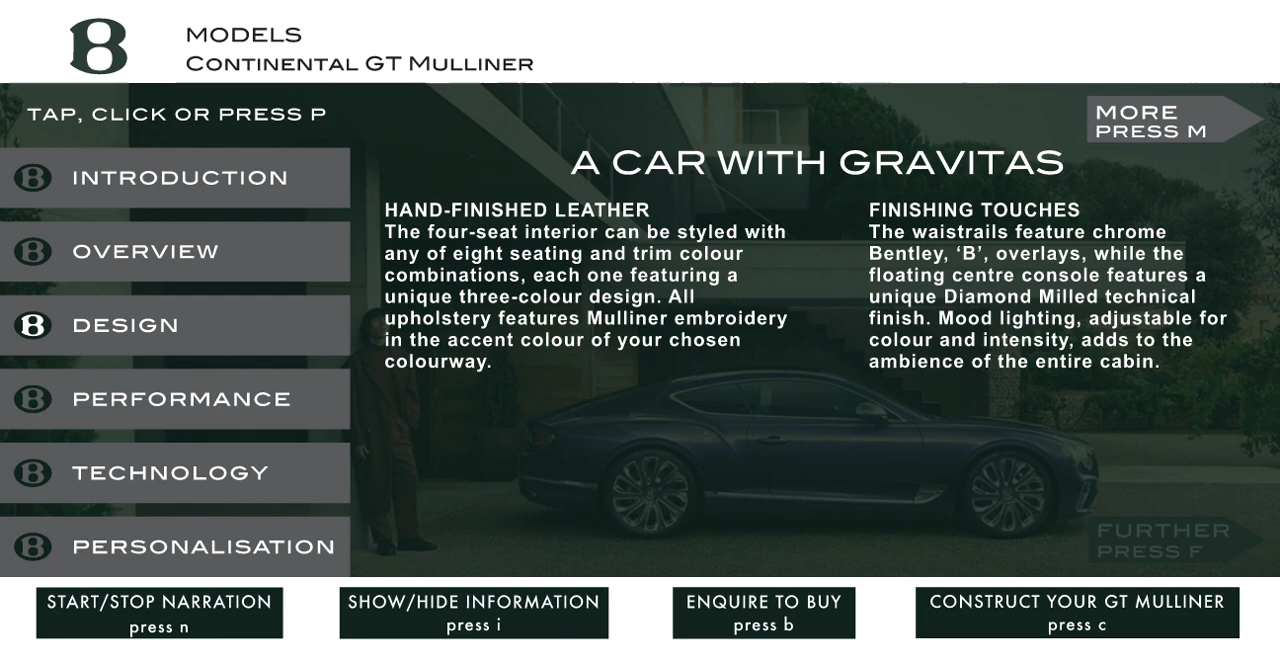 B
MODELS
CONTINENTAL GT MULLINER
TAP, CLICK OR PRESS P
MORE
PRESS M
B INTRODUCTION
B OVERVIEW
B DESIGN
B PERFORMANCE
B TECHNOLOGY
B PERSONALISATION
A CAR WITH GRAVITAS
HAND-FINISHED LEATHER
The four-seat interior can be styled with
any of eight seating and trim colour
combinations, each one featuring a
unique three-colour design. All
upholstery features Mulliner embroidery
in the accent colour of your chosen
colourway.
FINISHING TOUCHES
The waistrails feature chrome
Bentley, ‘B’, overlays, while the
floating centre console features a
unique Diamond Milled technical
finish. Mood lighting, adjustable for
colour and intensity, adds to the
ambience of the entire cabin.
FURTHER
PRESS F
START/STOP NARRATION
press n
SHOW/HIDE INFORMATION
press i
ENQUIRE TO BUY
press b
CONSTRUCT YOUR GT MULLINER
press c